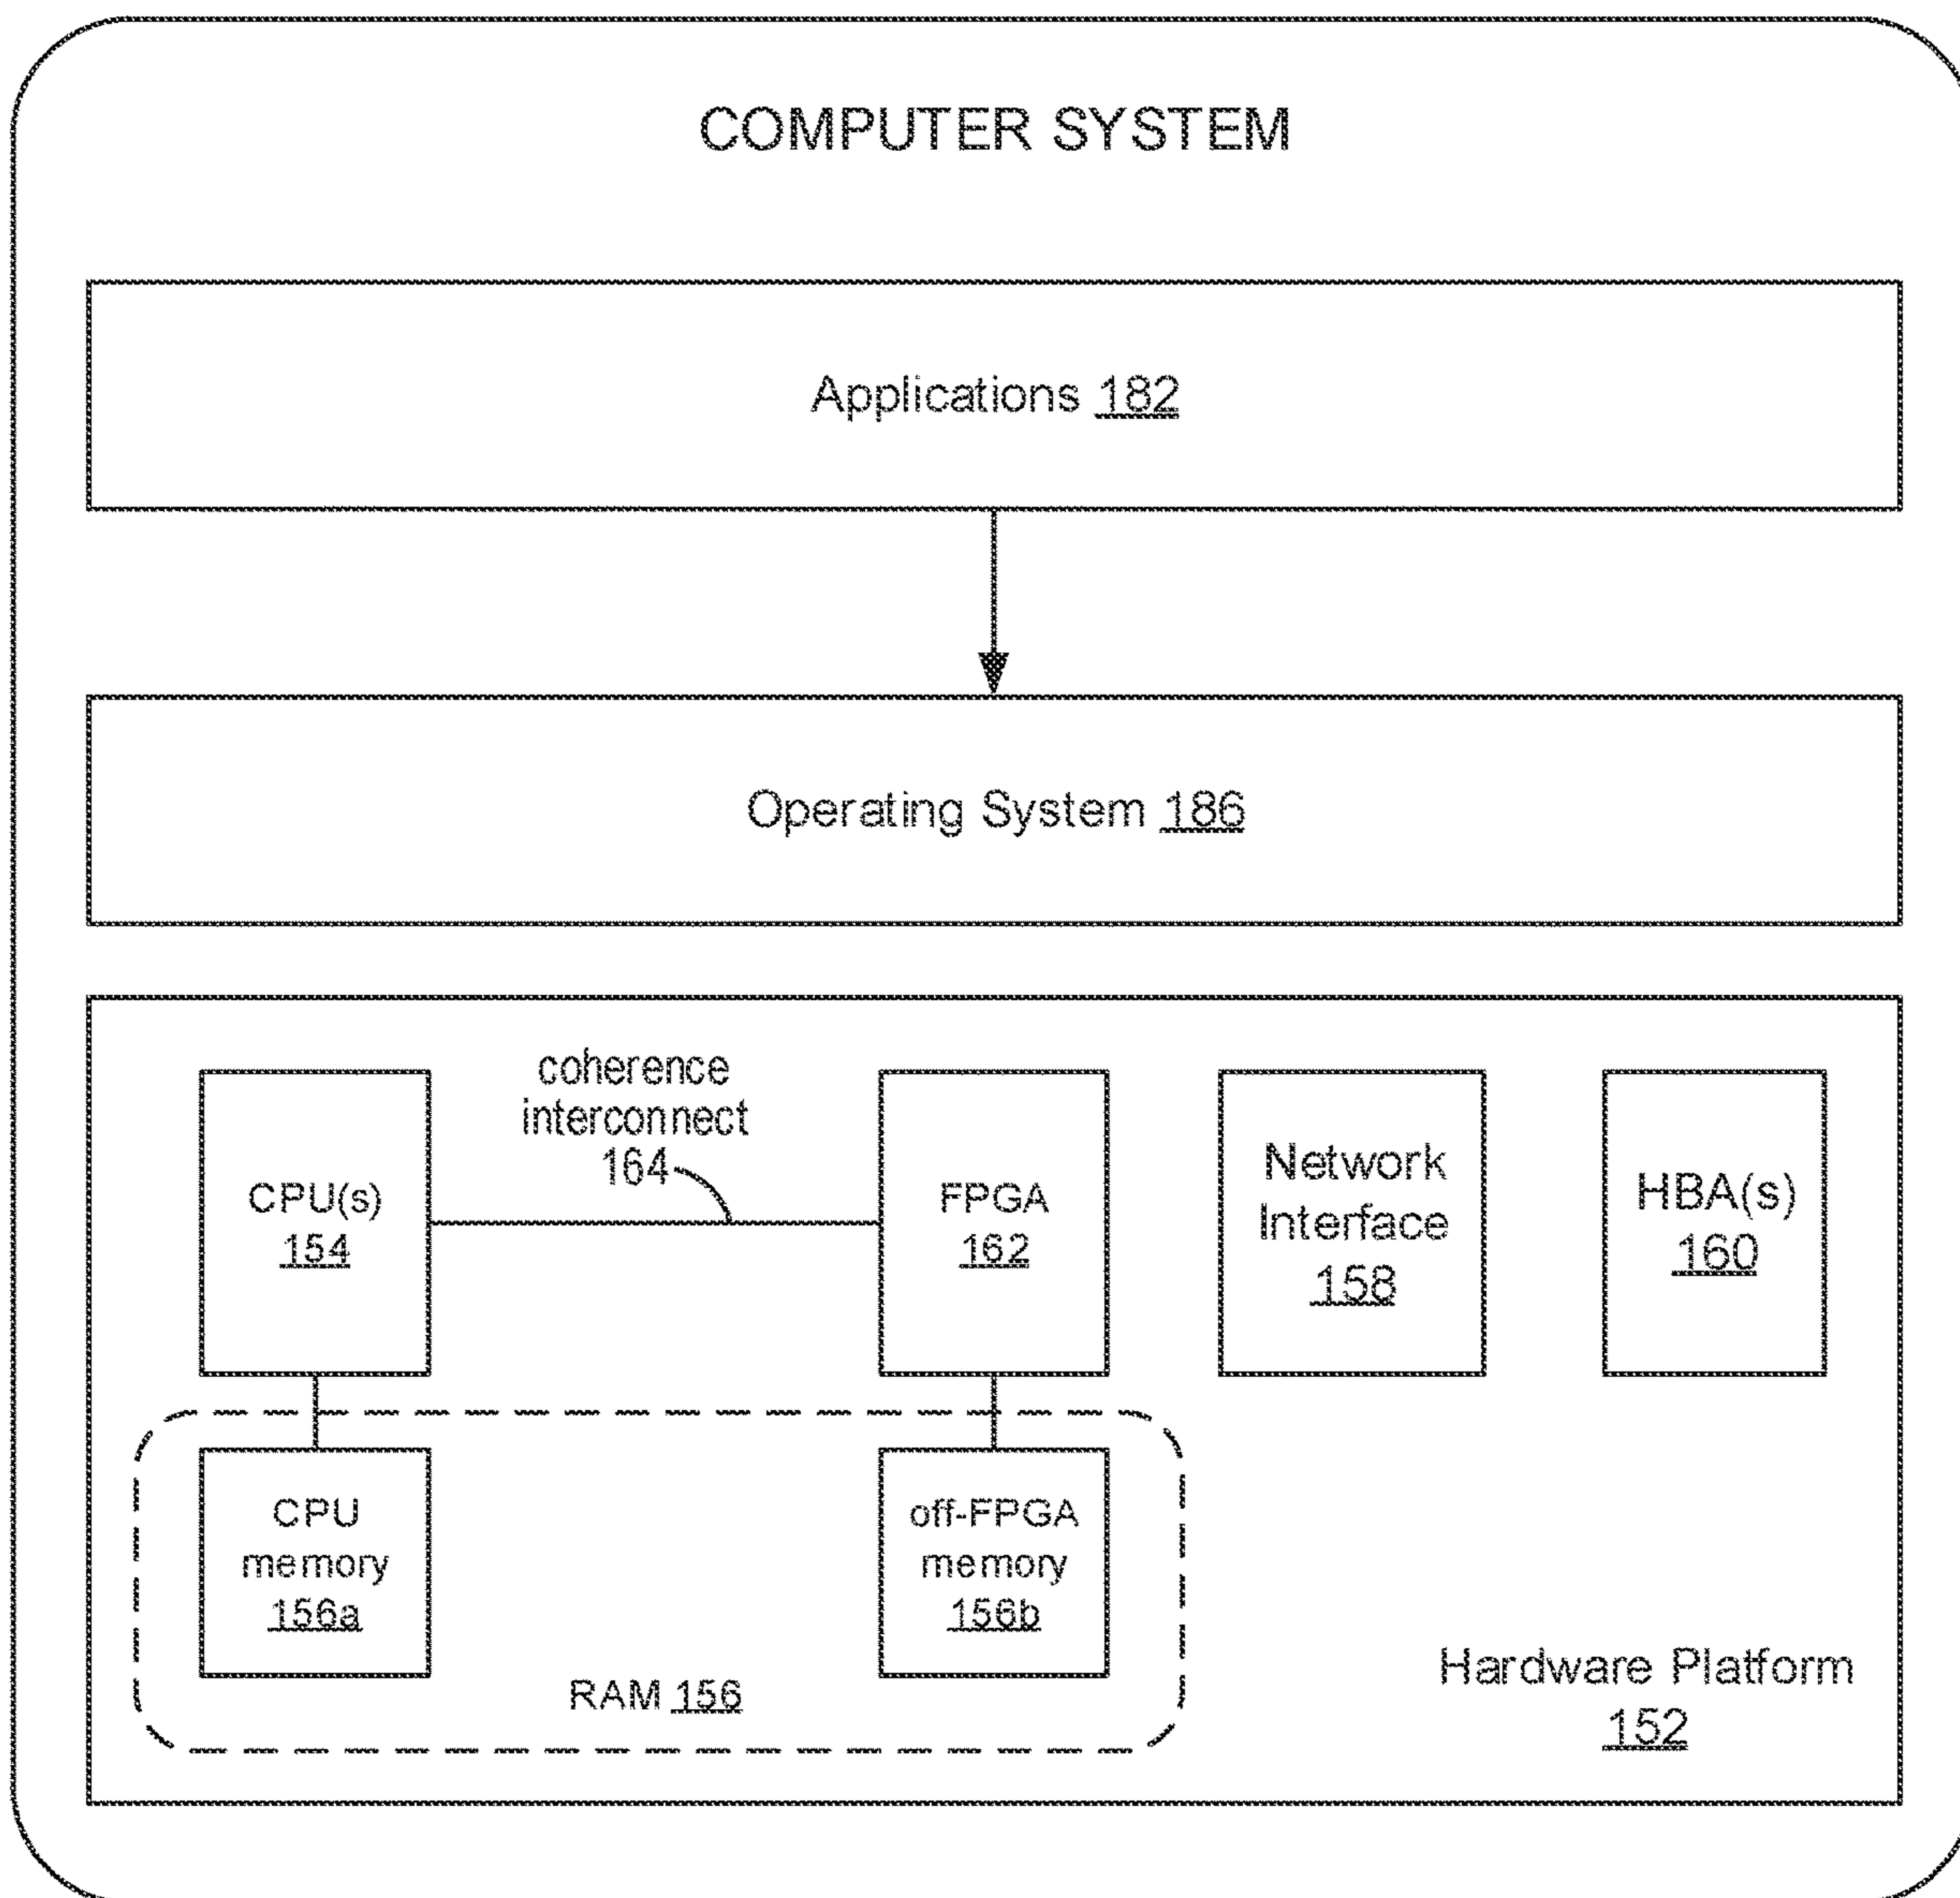 COMPUTER SYSTEM
Applications 182
Operating System 186
coherence
interconnect
164
CPU(s)
154
FPGA
162
Network
Interface
158
HBA(s)
160
CPU
memory
156a
off-FPGA
memory
156b
RAM 156
Hardware Platform
152